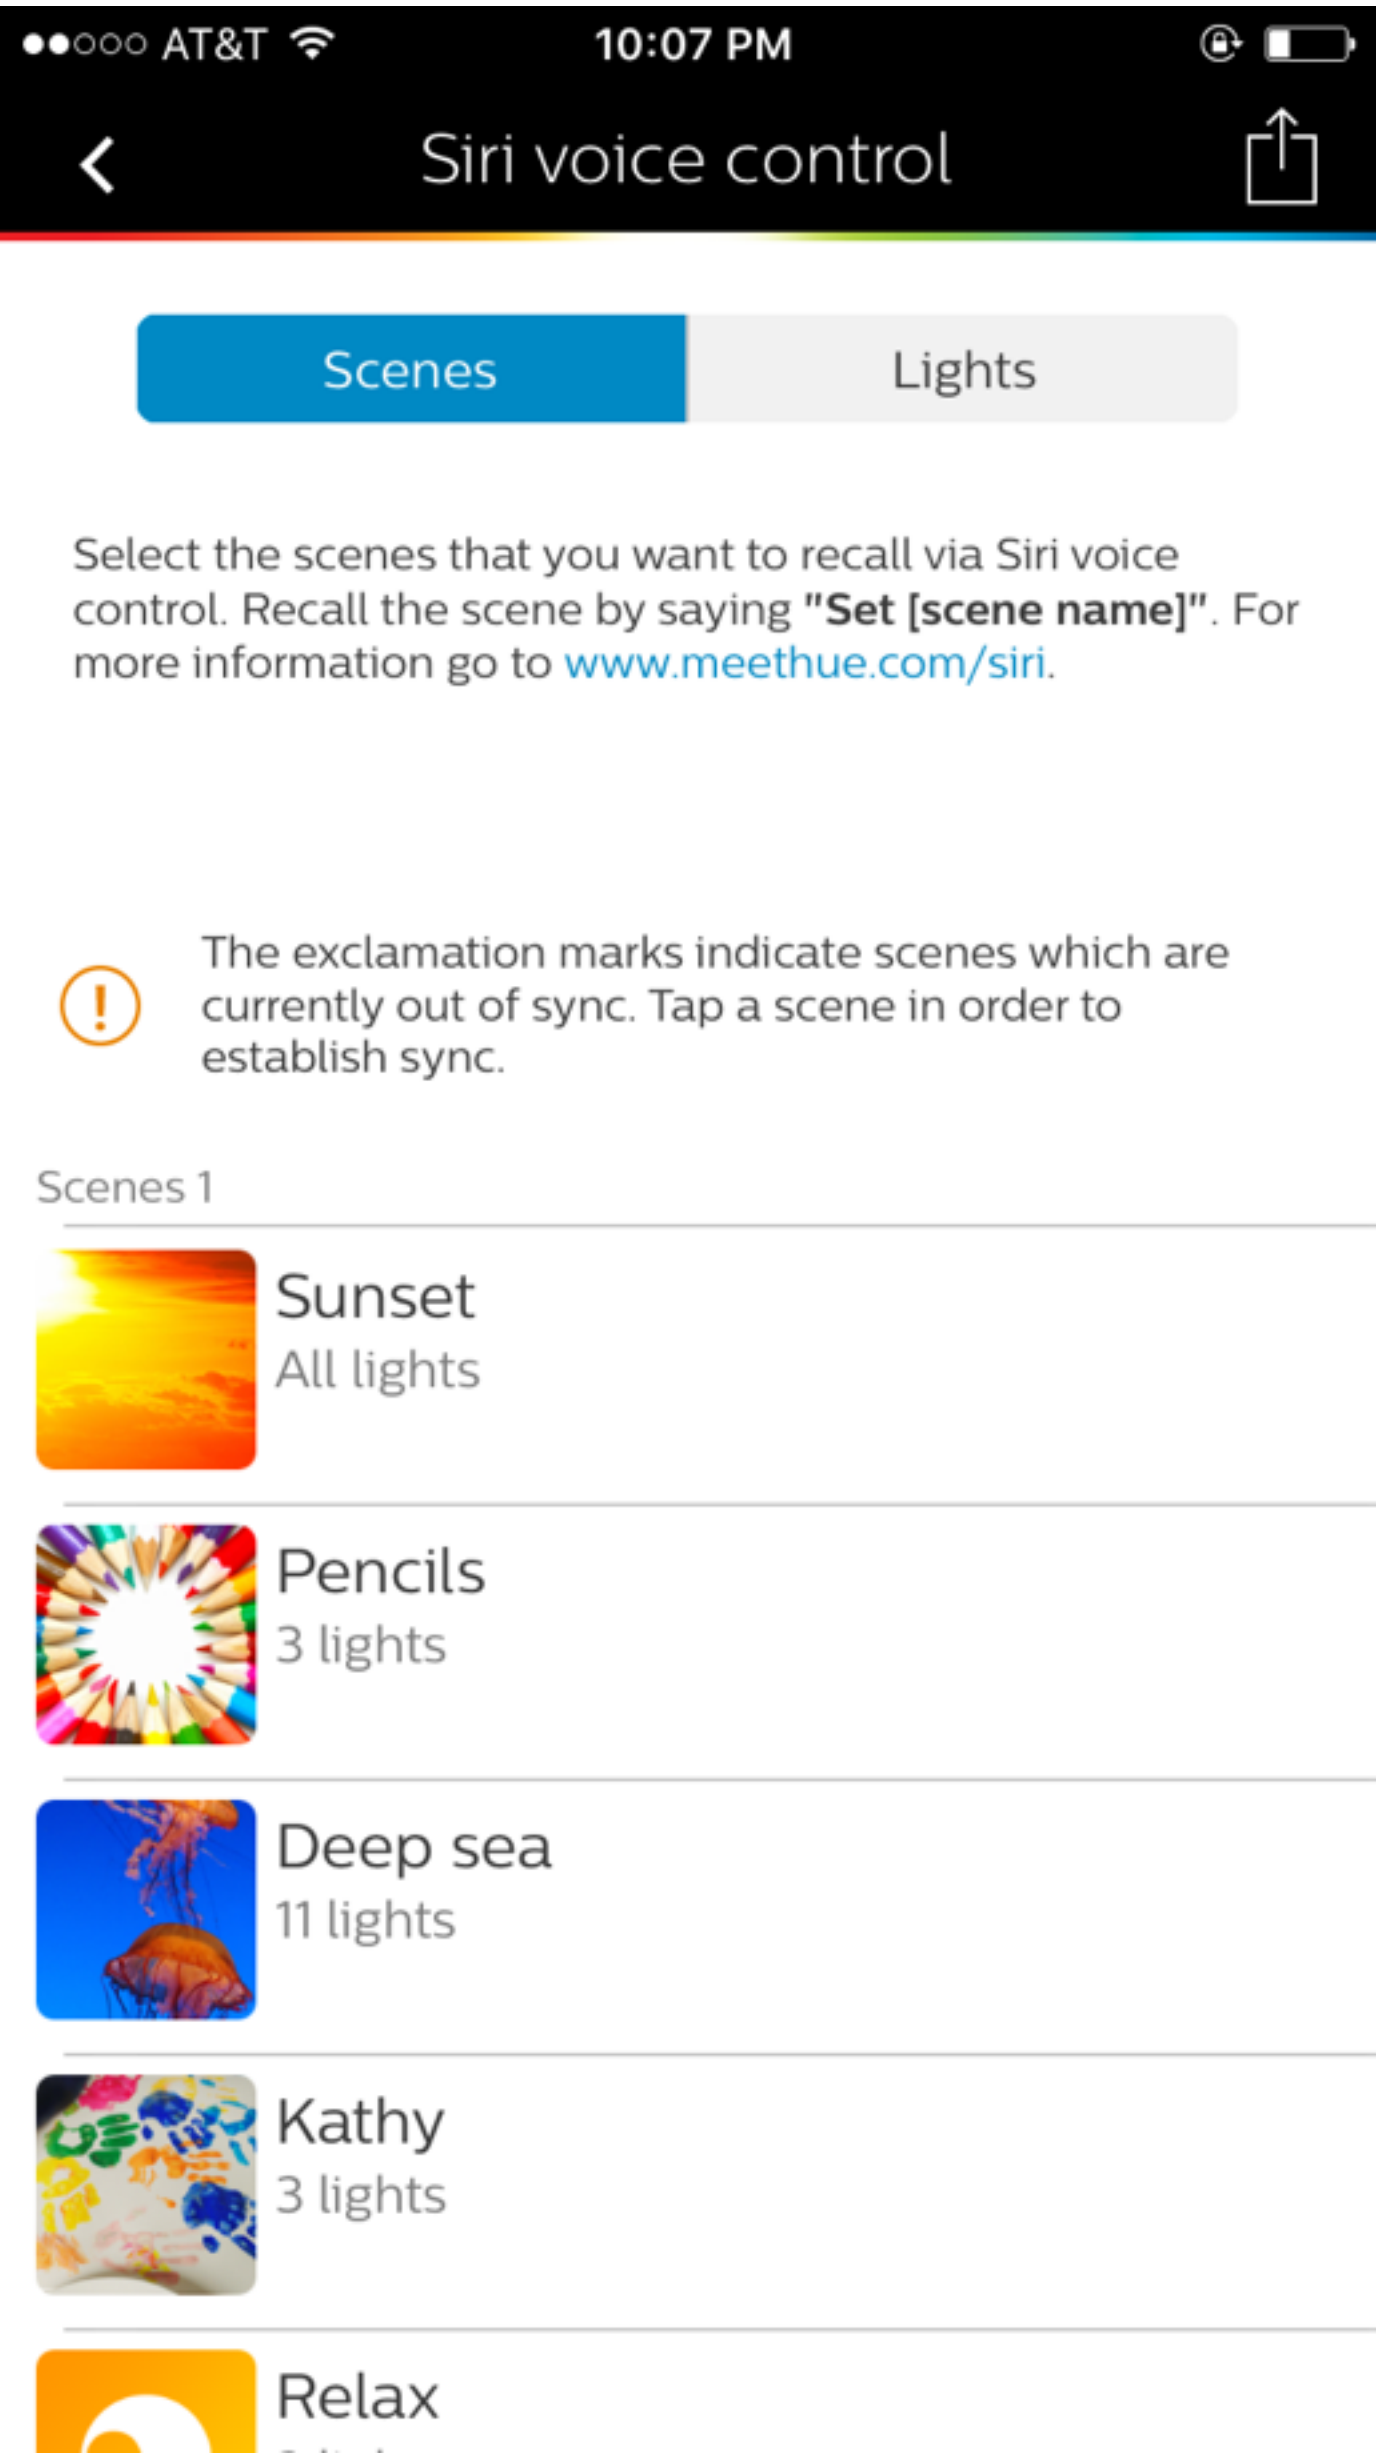 AT&T 10:07 PM
Siri voice control
Scenes Lights
Select the scenes that you want to recall via Siri voice
control. Recall the scene by saying "Set [scene name]". For
more information go to www.meethue.com/siri.
The exclamation marks indicate scenes which are
currently out of sync. Tap a scene in order to
establish sync.
Scenes 1
Sunset
All lights
Pencils
3 lights
Deep sea
11 lights
Kathy
3 lights
Relax